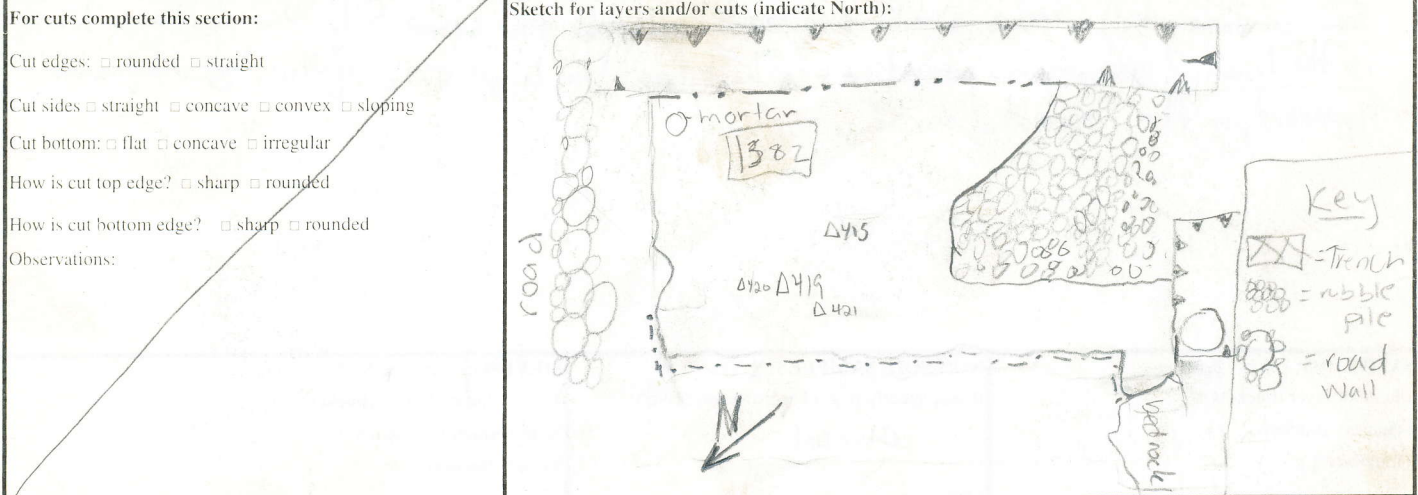 For cuts complete this section:
Cut edges: □ rounded □ straight
Cut sides □ straight □ concave □ convex □ sloping
Cut bottom: □ flat □ concave □ irregular
How is cut top edge? □ sharp □ rounded
How is cut bottom edge? □ sharp □ rounded
Observations:
Sketch for layers and/or cuts (indicate North):
mortar
1382
Δ415
Δ420 Δ419
Δ421
road
N
bedrock
Key
= Trench
= rubble
pile
= road
wall